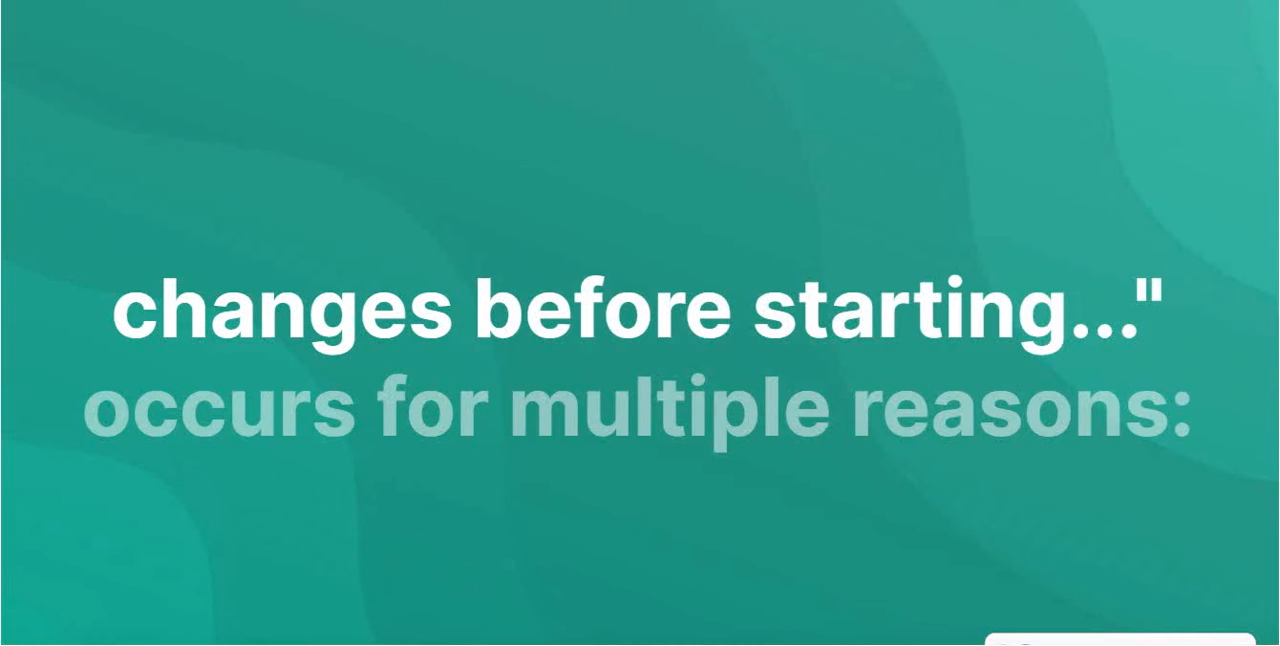 changes before starting..."
occurs for multiple reasons: